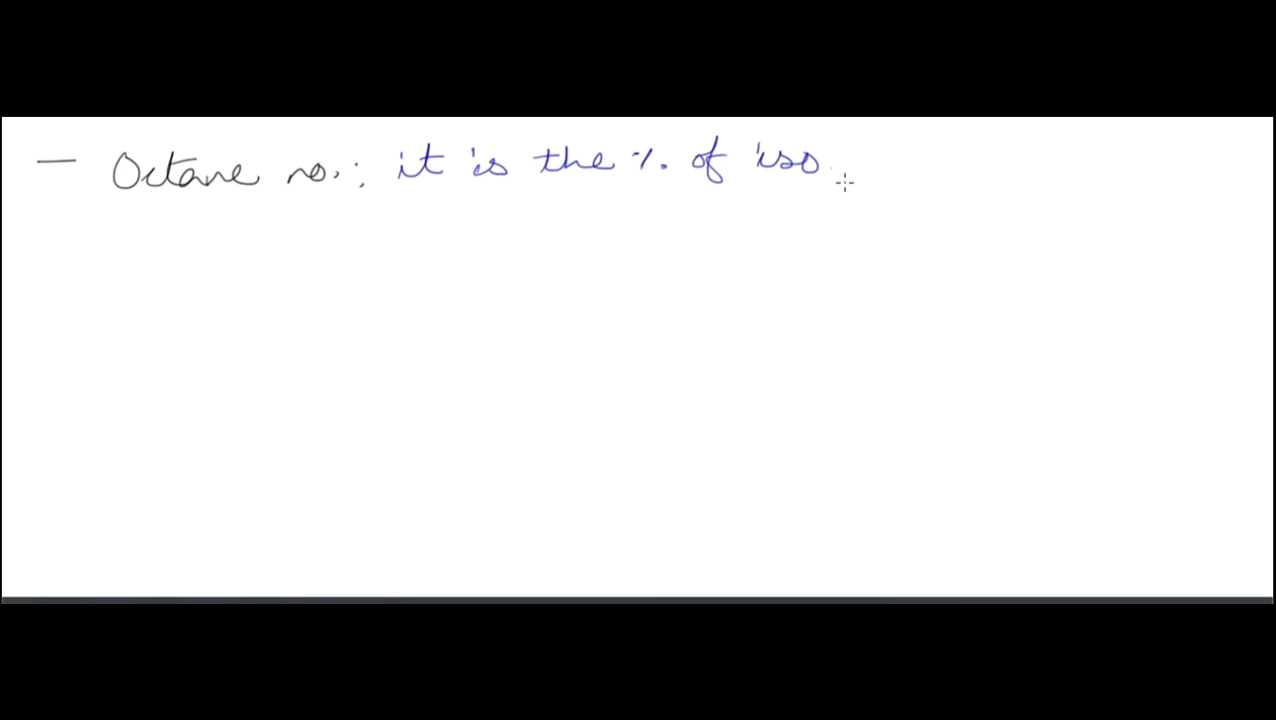 — Octane no.: it is the %. of iso